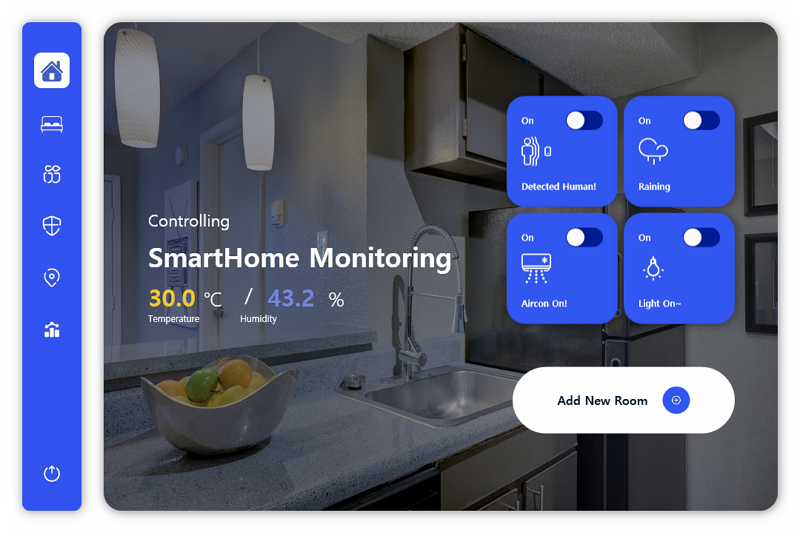 Controlling
SmartHome Monitoring
30.0 ℃ / 43.2 %
Temperature Humidity
On
Detected Human!
On
Raining
On
Aircon On!
On
Light On~
Add New Room